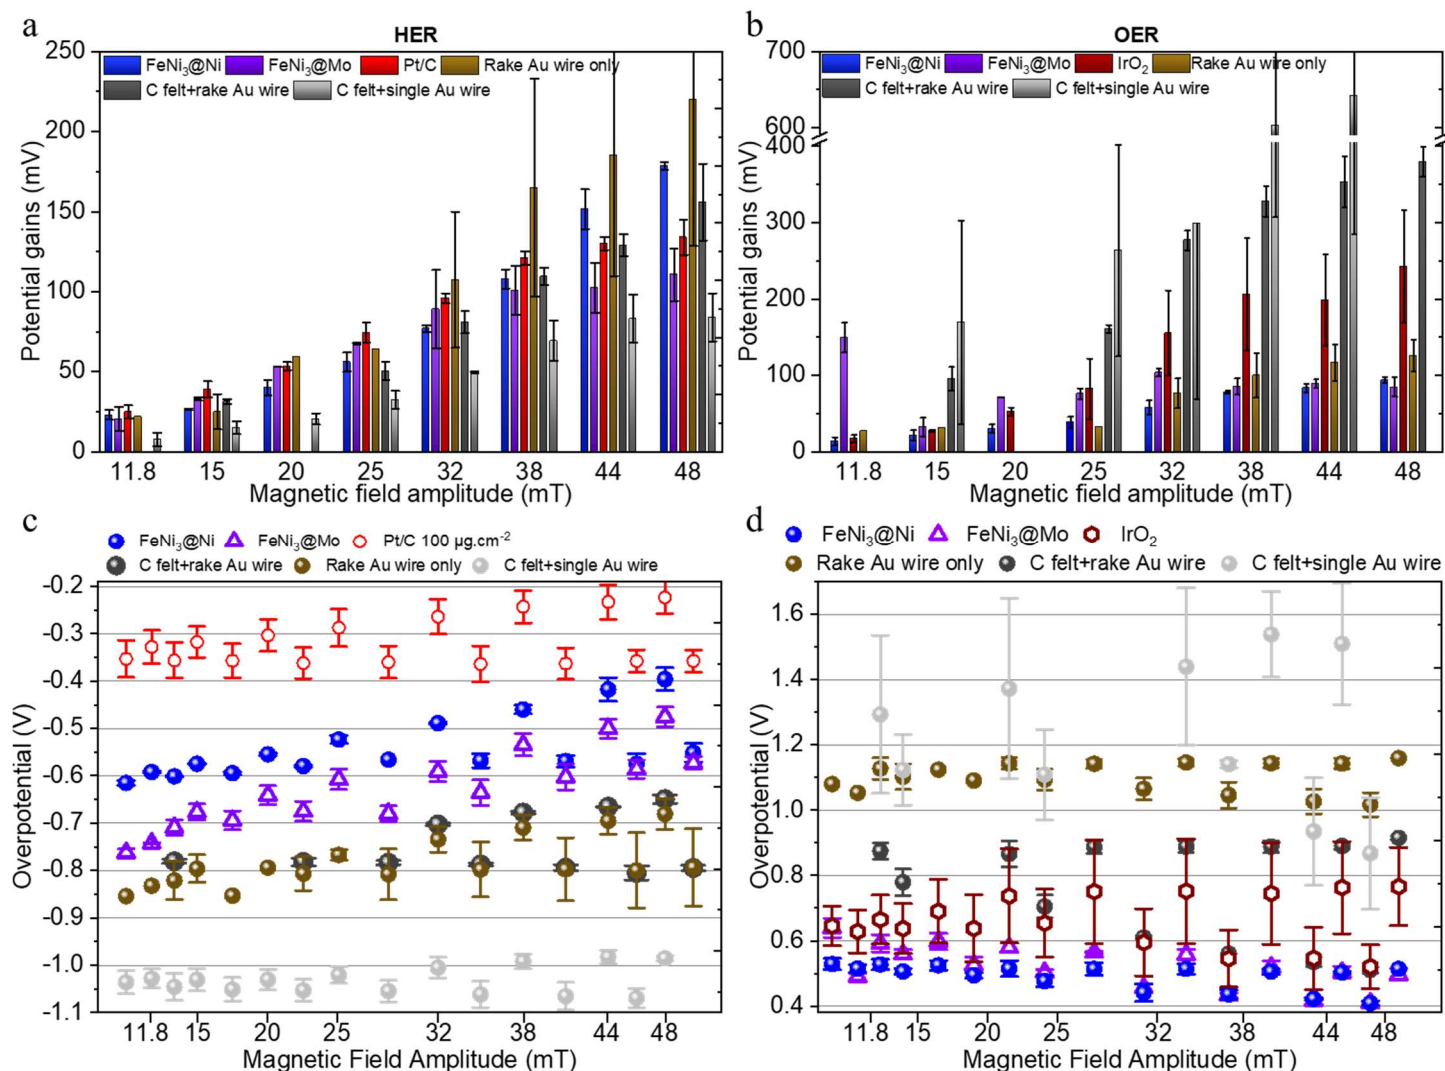 a
HER
FeNi3@Ni FeNi3@Mo Pt/C Rake Au wire only
C felt+rake Au wire C felt+single Au wire
Potential gains (mV)
250
200
150
100
50
0
11.8 15 20 25 32 38 44 48
Magnetic field amplitude (mT)
b
OER
FeNi3@Ni FeNi3@Mo IrO2 Rake Au wire only
C felt+rake Au wire C felt+single Au wire
Potential gains (mV)
700
600
400
300
200
100
0
11.8 15 20 25 32 38 44 48
Magnetic field amplitude (mT)
c
FeNi3@Ni FeNi3@Mo Pt/C 100 µg.cm-2
C felt+rake Au wire Rake Au wire only C felt+single Au wire
Overpotential (V)
-0.2
-0.3
-0.4
-0.5
-0.6
-0.7
-0.8
-0.9
-1.0
-1.1
11.8 15 20 25 32 38 44 48
Magnetic Field Amplitude (mT)
d
FeNi3@Ni FeNi3@Mo IrO2
Rake Au wire only C felt+rake Au wire C felt+single Au wire
Overpotential (V)
1.6
1.4
1.2
1.0
0.8
0.6
0.4
11.8 15 20 25 32 38 44 48
Magnetic Field Amplitude (mT)